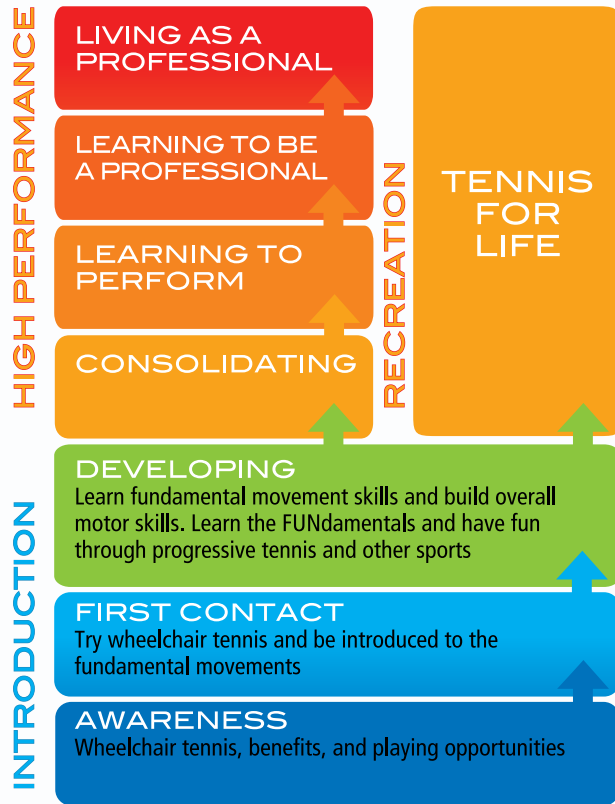 HIGH PERFORMANCE
LIVING AS A
PROFESSIONAL
LEARNING TO BE
A PROFESSIONAL
LEARNING TO
PERFORM
CONSOLIDATING
RECREATION
TENNIS
FOR
LIFE
INTRODUCTION
DEVELOPING
Learn fundamental movement skills and build overall
motor skills. Learn the FUNdamentals and have fun
through progressive tennis and other sports
FIRST CONTACT
Try wheelchair tennis and be introduced to the
fundamental movements
AWARENESS
Wheelchair tennis, benefits, and playing opportunities